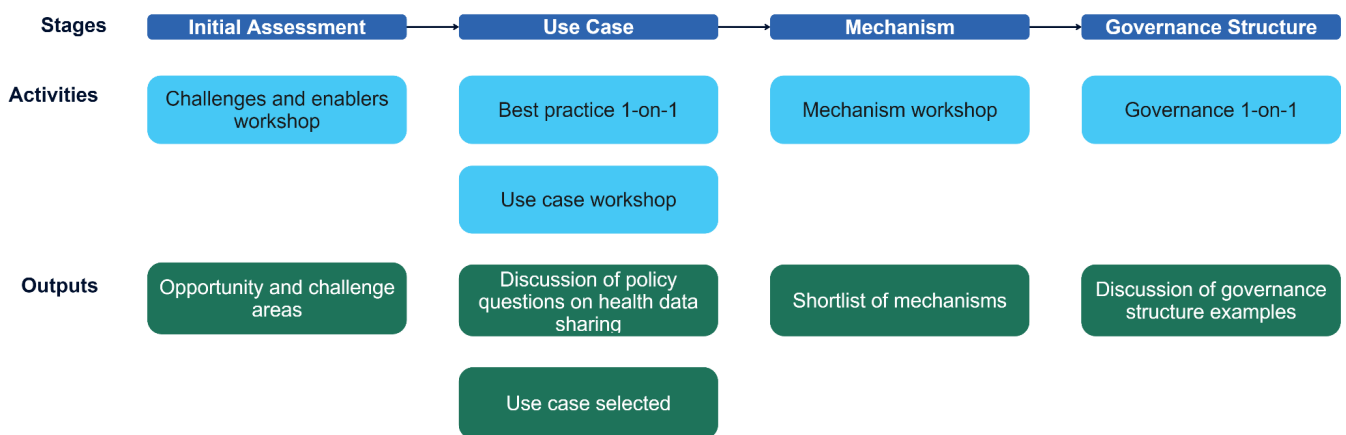 Stages
Initial Assessment
Use Case
Mechanism
Governance Structure
Activities
Challenges and enablers
workshop
Best practice 1-on-1
Mechanism workshop
Governance 1-on-1
Use case workshop
Outputs
Opportunity and challenge
areas
Discussion of policy
questions on health data
sharing
Shortlist of mechanisms
Discussion of governance
structure examples
Use case selected